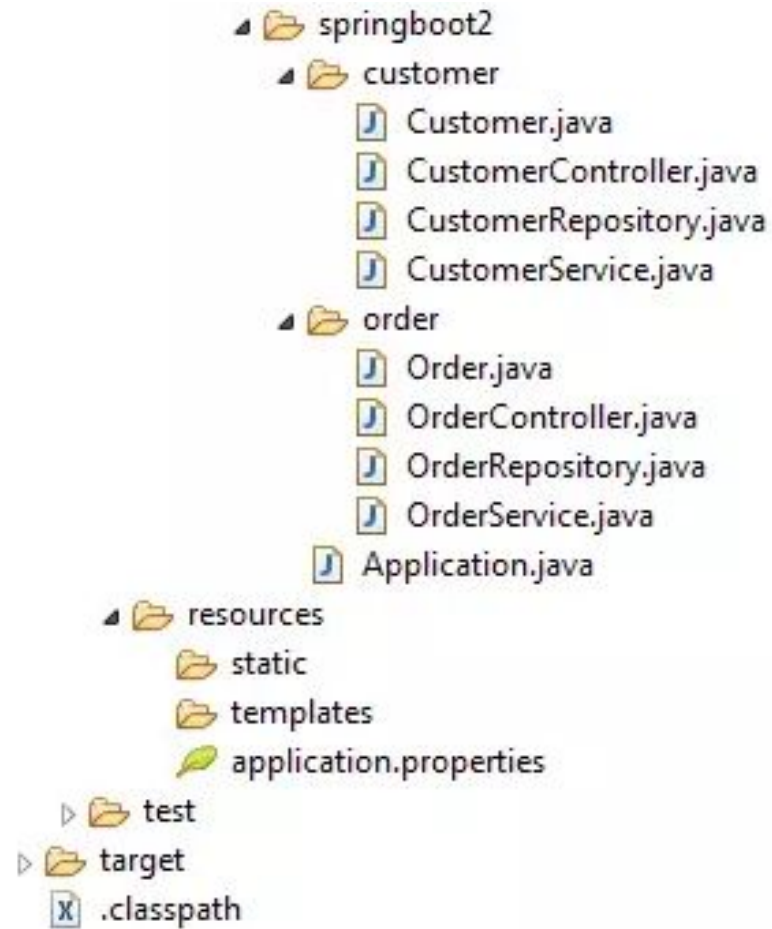 springboot2
customer
Customer.java
CustomerController.java
CustomerRepository.java
CustomerService.java
order
Order.java
OrderController.java
OrderRepository.java
OrderService.java
Application.java
resources
static
templates
application.properties
test
target
.classpath